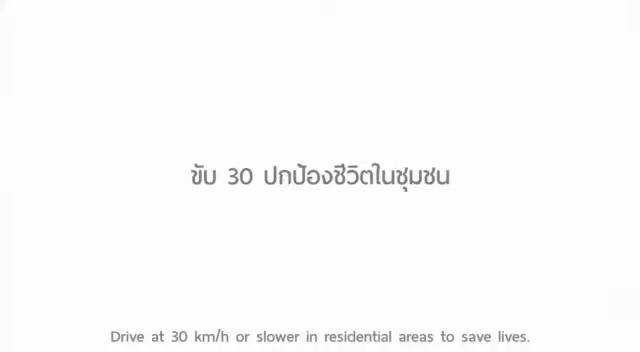 ขับ 30 ปกป้องชีวิตในชุมชน
Drive at 30 km/h or slower in residential areas to save lives.